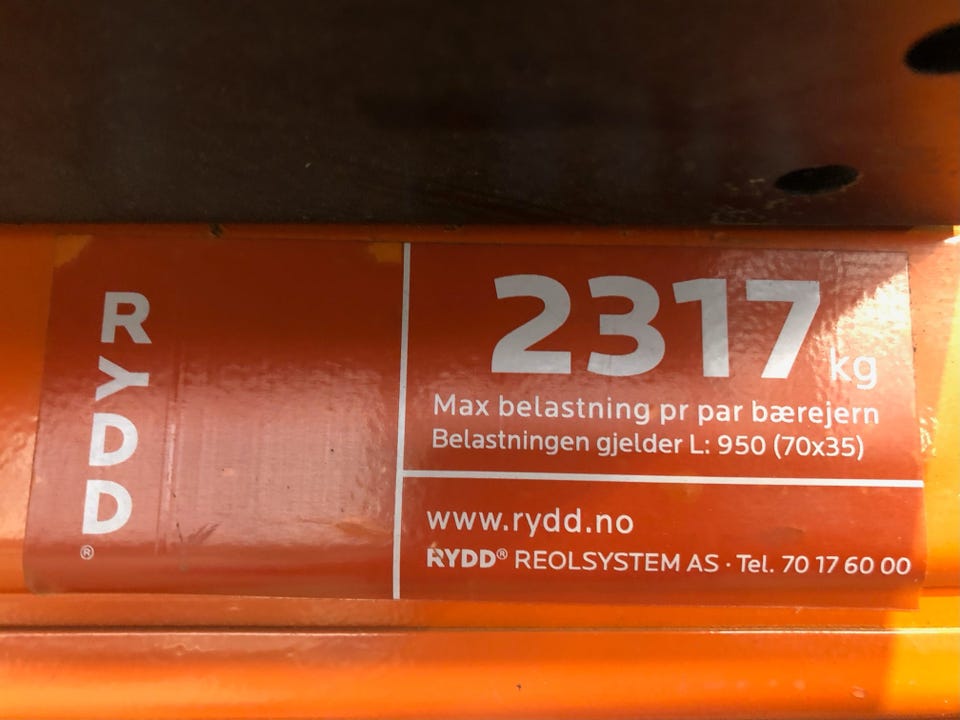 RYDD®
2317 kg
Max belastning pr par bærejern
Belastningen gjelder L: 950 (70x35)
www.rydd.no
RYDD® REOLSYSTEM AS · Tel. 70 17 60 00